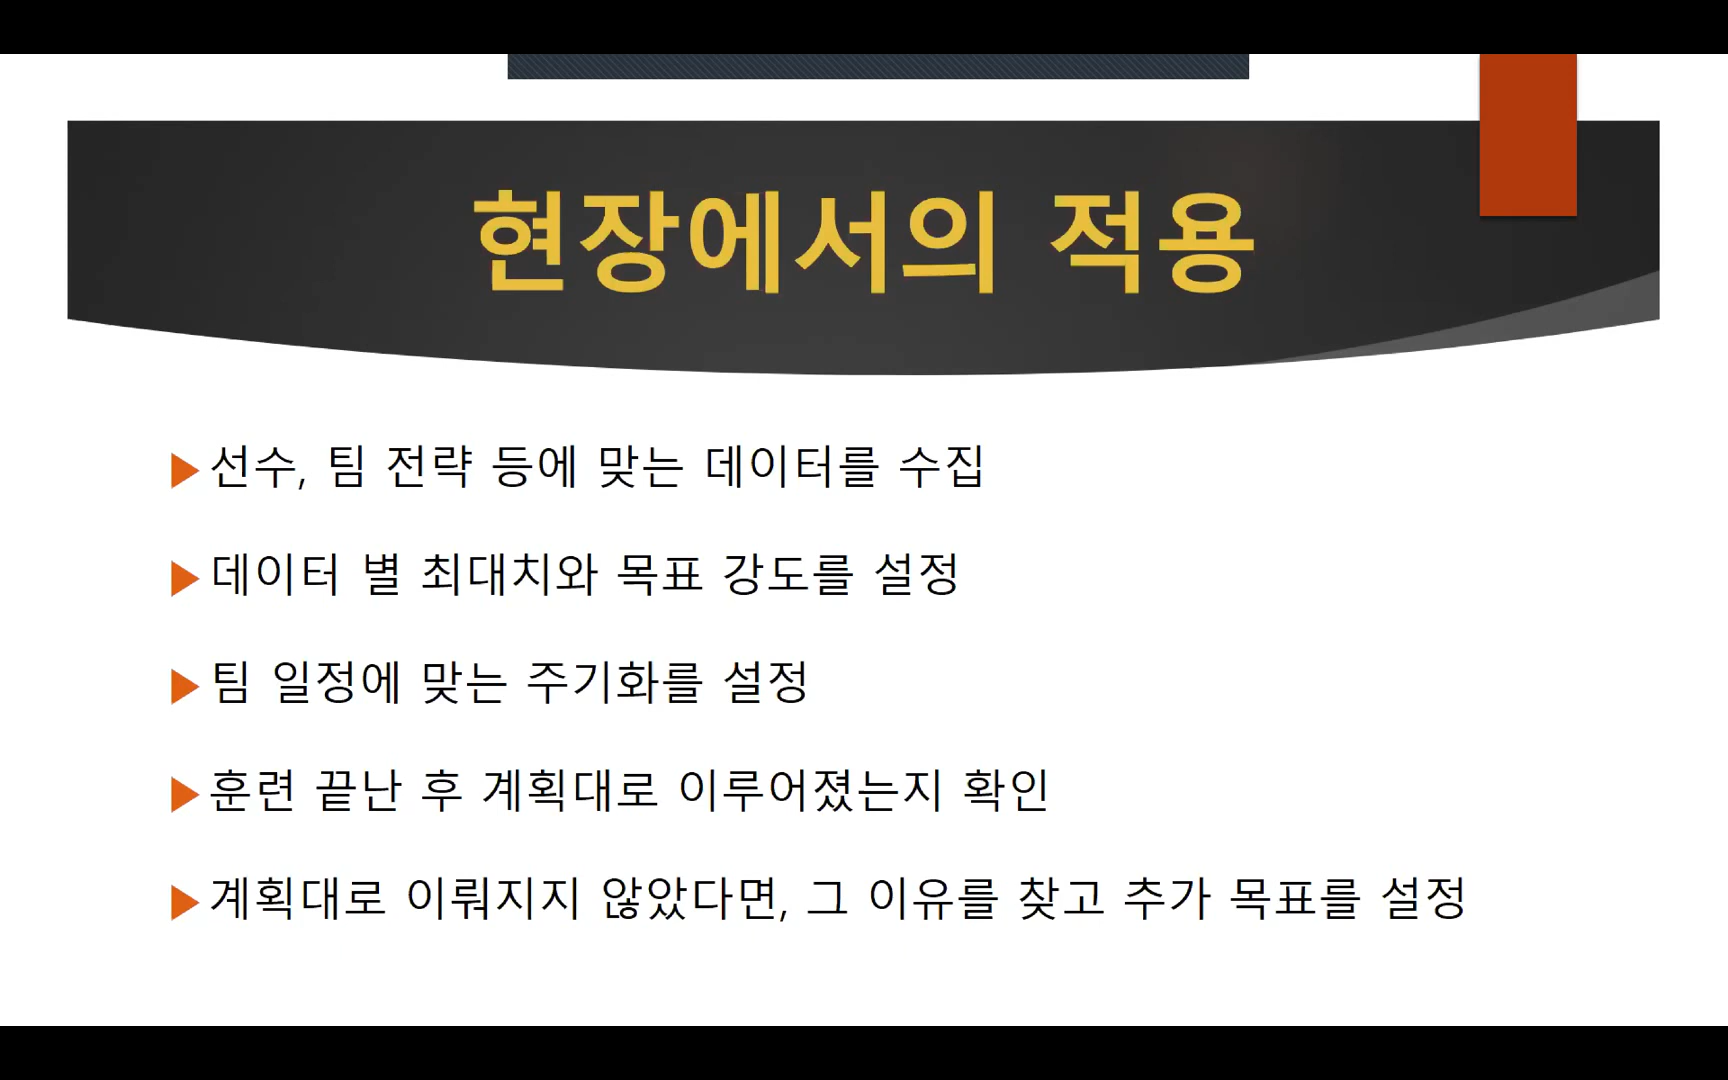 현장에서의 적용
선수, 팀 전략 등에 맞는 데이터를 수집
데이터 별 최대치와 목표 강도를 설정
팀 일정에 맞는 주기화를 설정
훈련 끝난 후 계획대로 이루어졌는지 확인
계획대로 이뤄지지 않았다면, 그 이유를 찾고 추가 목표를 설정